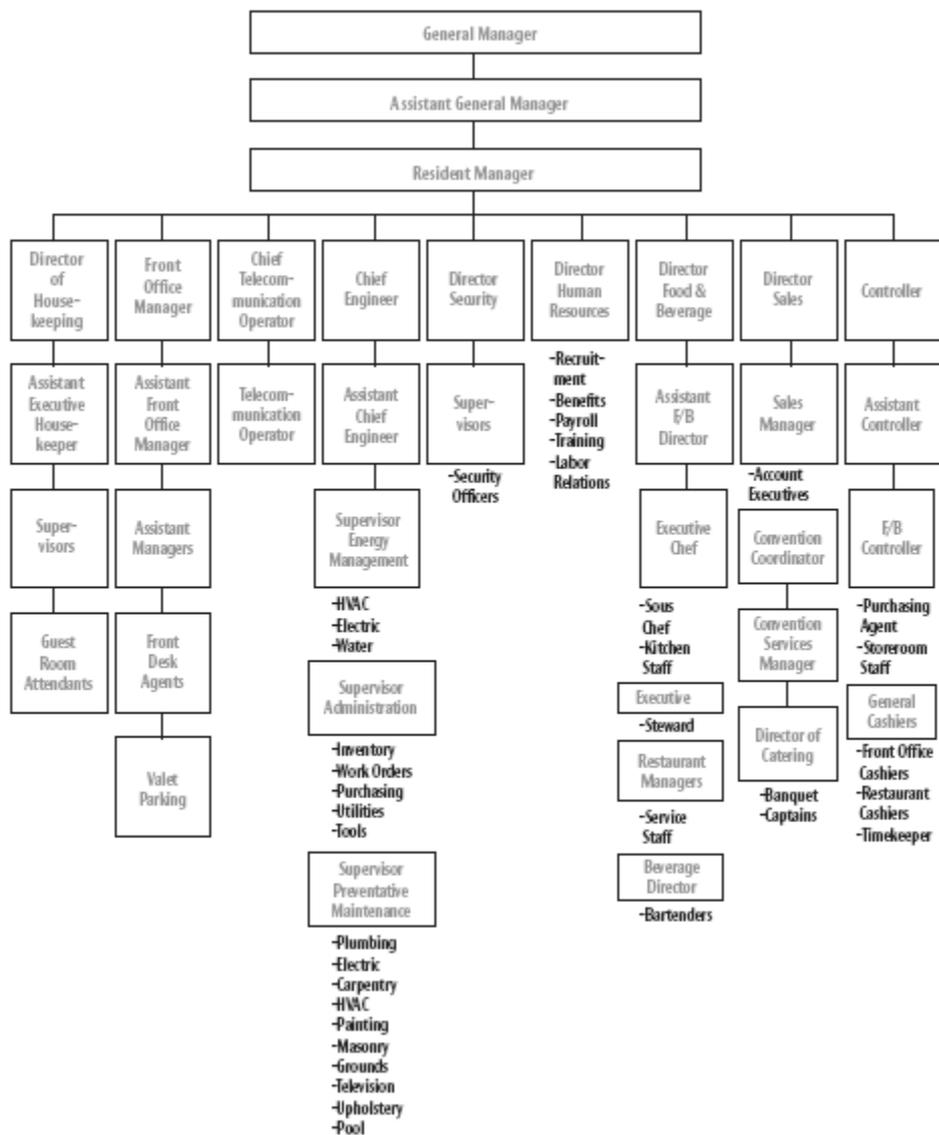 General Manager
Assistant General Manager
Resident Manager
Director
of
House-
keeping
Front
Office
Manager
Chief
Telecom-
munication
Operator
Chief
Engineer
Director
Security
Director
Human
Resources
Director
Food &
Beverage
Director
Sales
Controller
Assistant
Executive
House-
keeper
Assistant
Front
Office
Manager
Telecom-
munication
Operator
Assistant
Chief
Engineer
Super-
visors
-Security
Officers
-Recruit-
ment
-Benefits
-Payroll
-Training
-Labor
Relations
Assistant
F/B
Director
Sales
Manager
-Account
Executives
Assistant
Controller
Super-
visors
Assistant
Managers
Supervisor
Energy
Management
-HVAC
-Electric
-Water
Executive
Chef
-Sous
Chef
-Kitchen
Staff
Convention
Coordinator
F/B
Controller
-Purchasing
Agent
-Storeroom
Staff
Guest
Room
Attendants
Front
Desk
Agents
Supervisor
Administration
-Inventory
-Work Orders
-Purchasing
-Utilities
-Tools
Executive
-Steward
Convention
Services
Manager
General
Cashiers
-Front Office
Cashiers
-Restaurant
Cashiers
-Timekeeper
Valet
Parking
Restaurant
Managers
-Service
Staff
Director of
Catering
-Banquet
-Captains
Supervisor
Preventative
Maintenance
-Plumbing
-Electric
-Carpentry
-HVAC
-Painting
-Masonry
-Grounds
-Television
-Upholstery
-Pool
Beverage
Director
-Bartenders